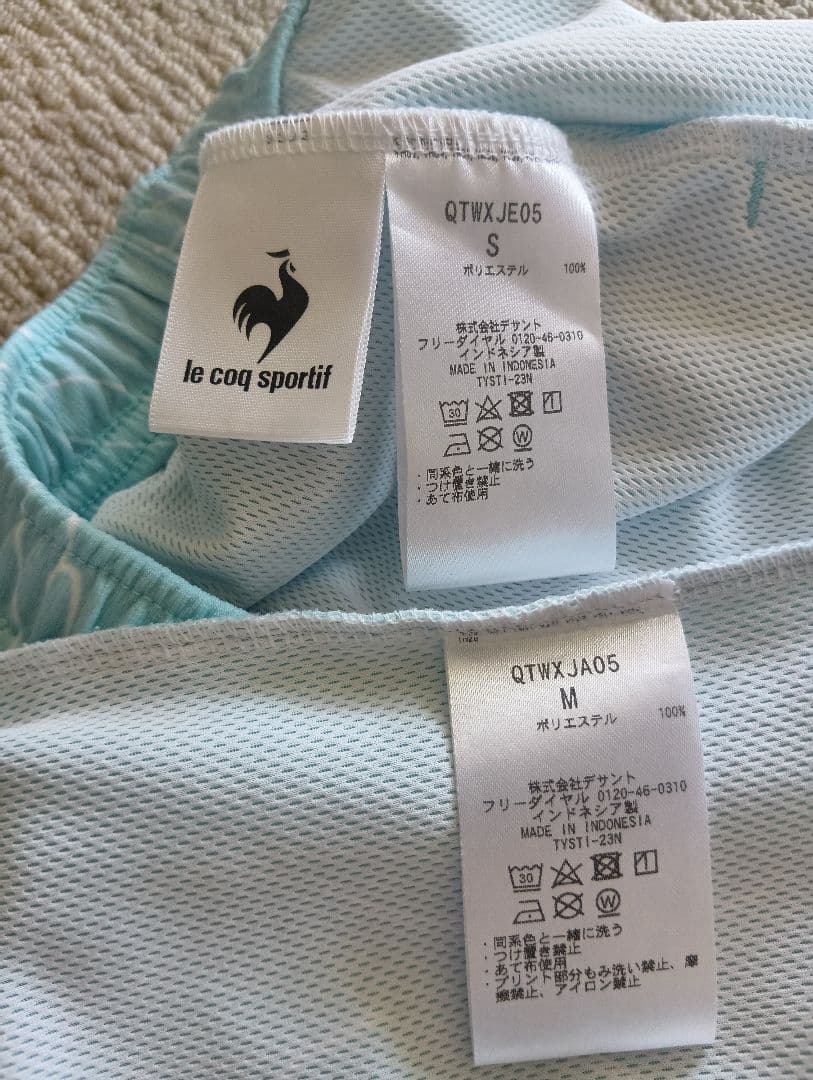 le coq sportif
QTWXJE05
S
ポリエステル 100%
株式会社デサント
フリーダイヤル 0120-46-0310
インドネシア製
MADE IN INDONESIA
TYSTI-23N
30
W
・同系色と一緒に洗う
・つけ置き禁止
・あて布使用
QTWXJA05
M
ポリエステル 100%
株式会社デサント
フリーダイヤル 0120-46-0310
インドネシア製
MADE IN INDONESIA
TYSTI-23N
30
W
・同系色と一緒に洗う
・つけ置き禁止
・あて布使用
・プリント部分もみ洗い禁止、摩
擦禁止、アイロン禁止